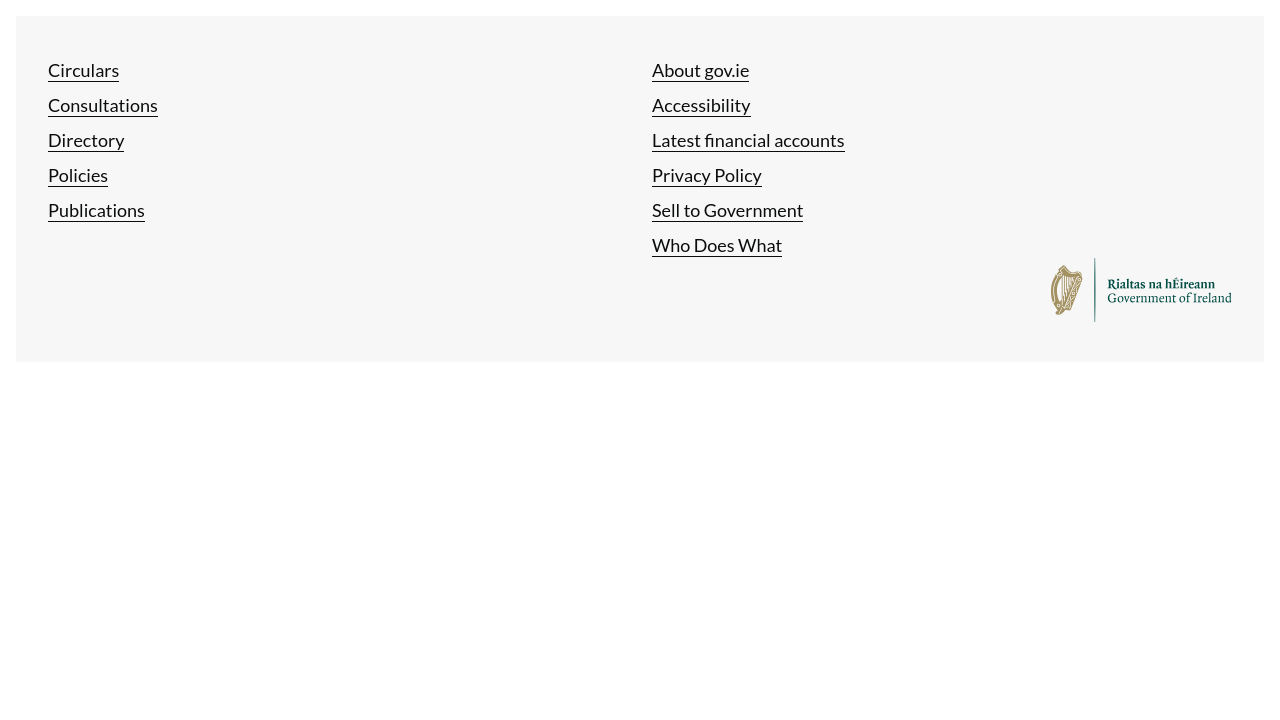 Circulars
Consultations
Directory
Policies
Publications
About gov.ie
Accessibility
Latest financial accounts
Privacy Policy
Sell to Government
Who Does What
Rialtas na hÉireann
Government of Ireland